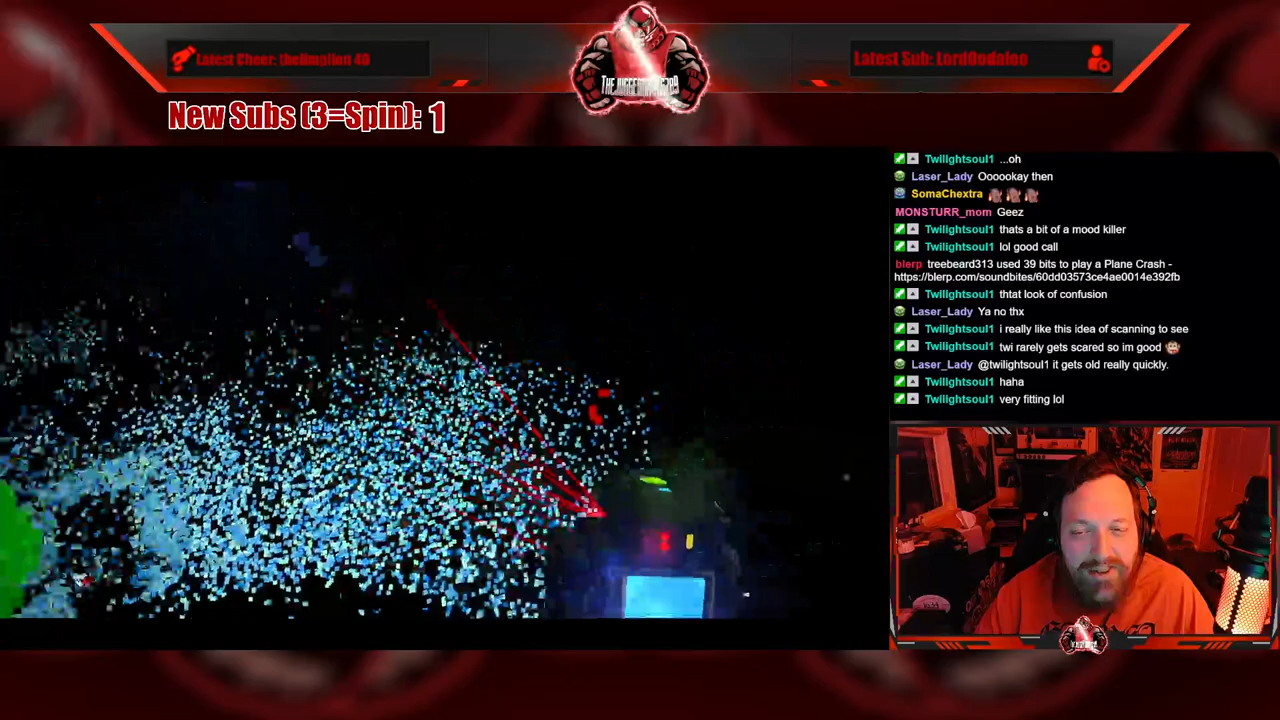 Latest Cheer: thelimplion 40
Latest Sub: LordOodaloo
New Subs (3=Spin): 1
Twilightsoul1 ...oh
Laser_Lady Oooookay then
SomaChextra
MONSTURR_mom Geez
Twilightsoul1 thats a bit of a mood killer
Twilightsoul1 lol good call
blerp treebeard313 used 39 bits to play a Plane Crash -
https://blerp.com/soundbites/60dd03573ce4ae0014e392fb
Twilightsoul1 thtat look of confusion
Laser_Lady Ya no thx
Twilightsoul1 i really like this idea of scanning to see
Twilightsoul1 twi rarely gets scared so im good
Laser_Lady @twilightsoul1 it gets old really quickly.
Twilightsoul1 haha
Twilightsoul1 very fitting lol